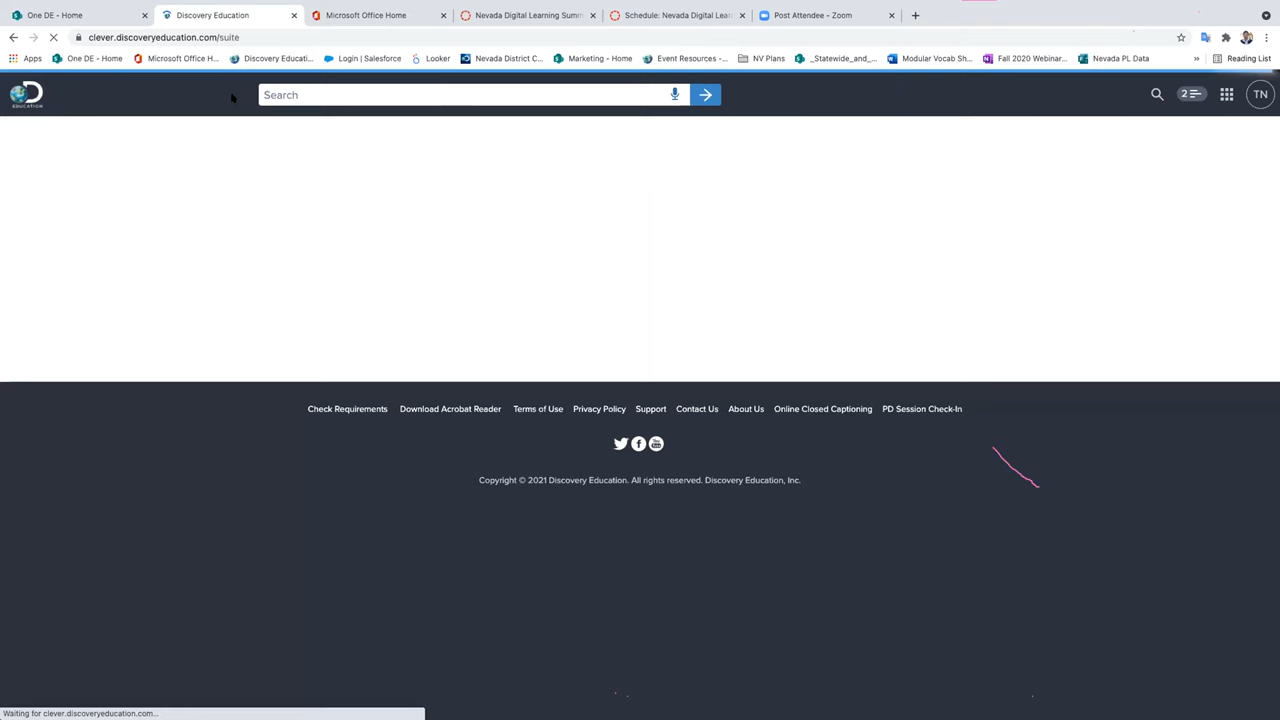 One DE - Home
Discovery Education
Microsoft Office Home
Nevada Digital Learning Summ
Schedule: Nevada Digital Lear
Post Attendee - Zoom
clever.discoveryeducation.com/suite
Apps
One DE - Home
Microsoft Office H...
Discovery Educati...
Login | Salesforce
Looker
Nevada District C...
Marketing - Home
Event Resources -...
NV Plans
_Statewide_and_...
Modular Vocab Sh...
Fall 2020 Webinar...
Nevada PL Data
»
Reading List
D
EDUCATION
Search
2
TN
Check Requirements
Download Acrobat Reader
Terms of Use
Privacy Policy
Support
Contact Us
About Us
Online Closed Captioning
PD Session Check-In
Copyright © 2021 Discovery Education. All rights reserved. Discovery Education, Inc.
Waiting for clever.discoveryeducation.com...